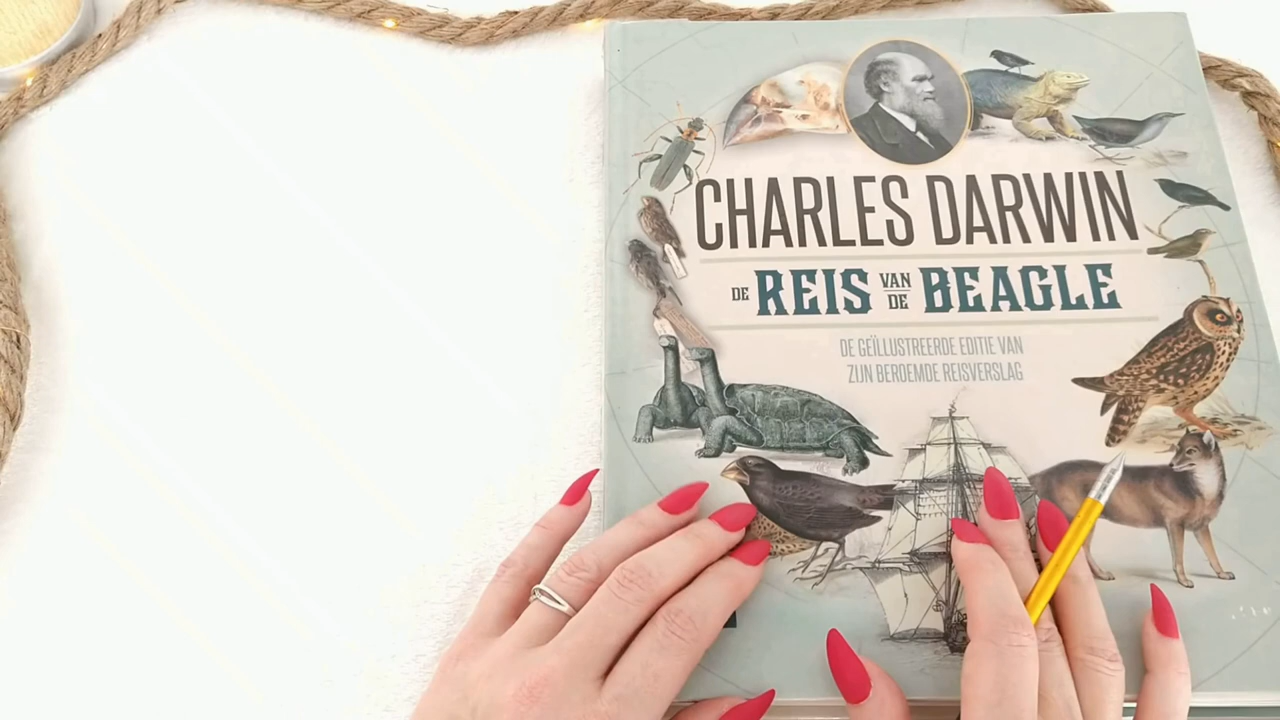 CHARLES DARWIN
DE REIS VAN DE BEAGLE
DE GEÏLLUSTREERDE EDITIE VAN
ZIJN BEROEMDE REISVERSLAG